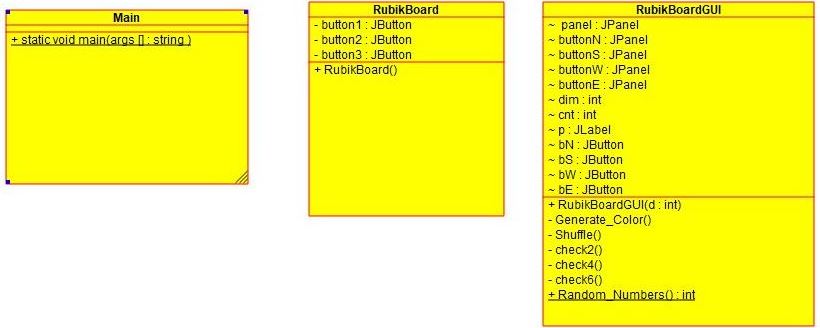 Main
+ static void main(args [] : string )
RubikBoard
- button1 : JButton
- button2 : JButton
- button3 : JButton
+ RubikBoard()
RubikBoardGUI
~ panel : JPanel
~ buttonN : JPanel
~ buttonS : JPanel
~ buttonW : JPanel
~ buttonE : JPanel
~ dim : int
~ cnt : int
~ p : JLabel
~ bN : JButton
~ bS : JButton
~ bW : JButton
~ bE : JButton
+ RubikBoardGUI(d : int)
- Generate_Color()
- Shuffle()
- check2()
- check4()
- check6()
+ Random_Numbers() : int